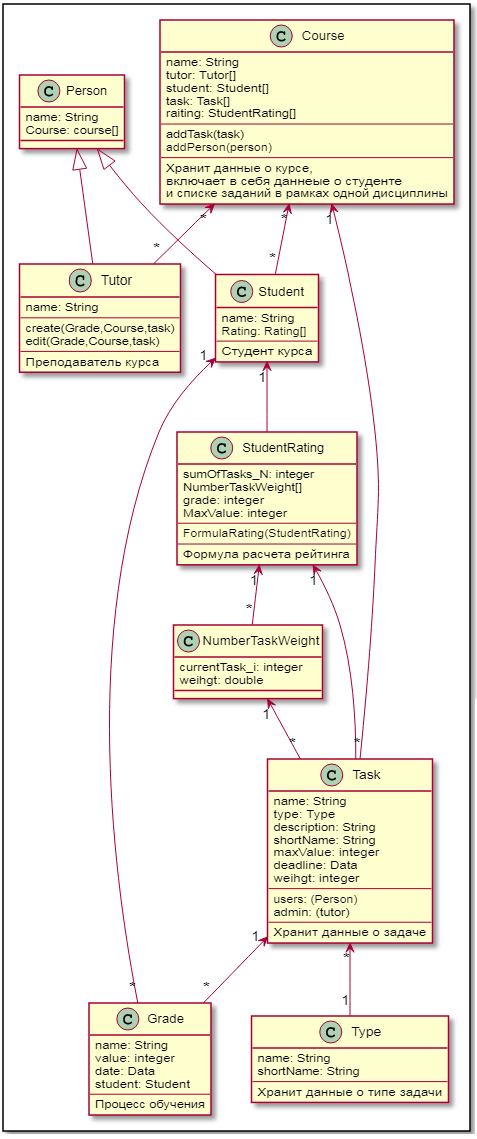 C Course
name: String
tutor: Tutor[]
student: Student[]
task: Task[]
raiting: StudentRating[]
addTask(task)
addPerson(person)
Хранит данные о курсе,
включает в себя даннеые о студенте
и списке заданий в рамках одной дисциплины
C Person
name: String
Course: course[]
* * 1
* *
C Tutor
name: String
create(Grade,Course,task)
edit(Grade,Course,task)
Преподаватель курса
C Student
name: String
Rating: Rating[]
Студент курса
1 1
C StudentRating
sumOfTasks_N: integer
NumberTaskWeight[]
grade: integer
MaxValue: integer
FormulaRating(StudentRating)
Формула расчета рейтинга
1 1
*
C NumberTaskWeight
currentTask_i: integer
weihgt: double
1
* *
C Task
name: String
type: Type
description: String
shortName: String
maxValue: integer
deadline: Data
weihgt: integer
users: (Person)
admin: (tutor)
Хранит данные о задаче
1 *
* * 1
C Grade
name: String
value: integer
date: Data
student: Student
Процесс обучения
C Type
name: String
shortName: String
Хранит данные о типе задачи